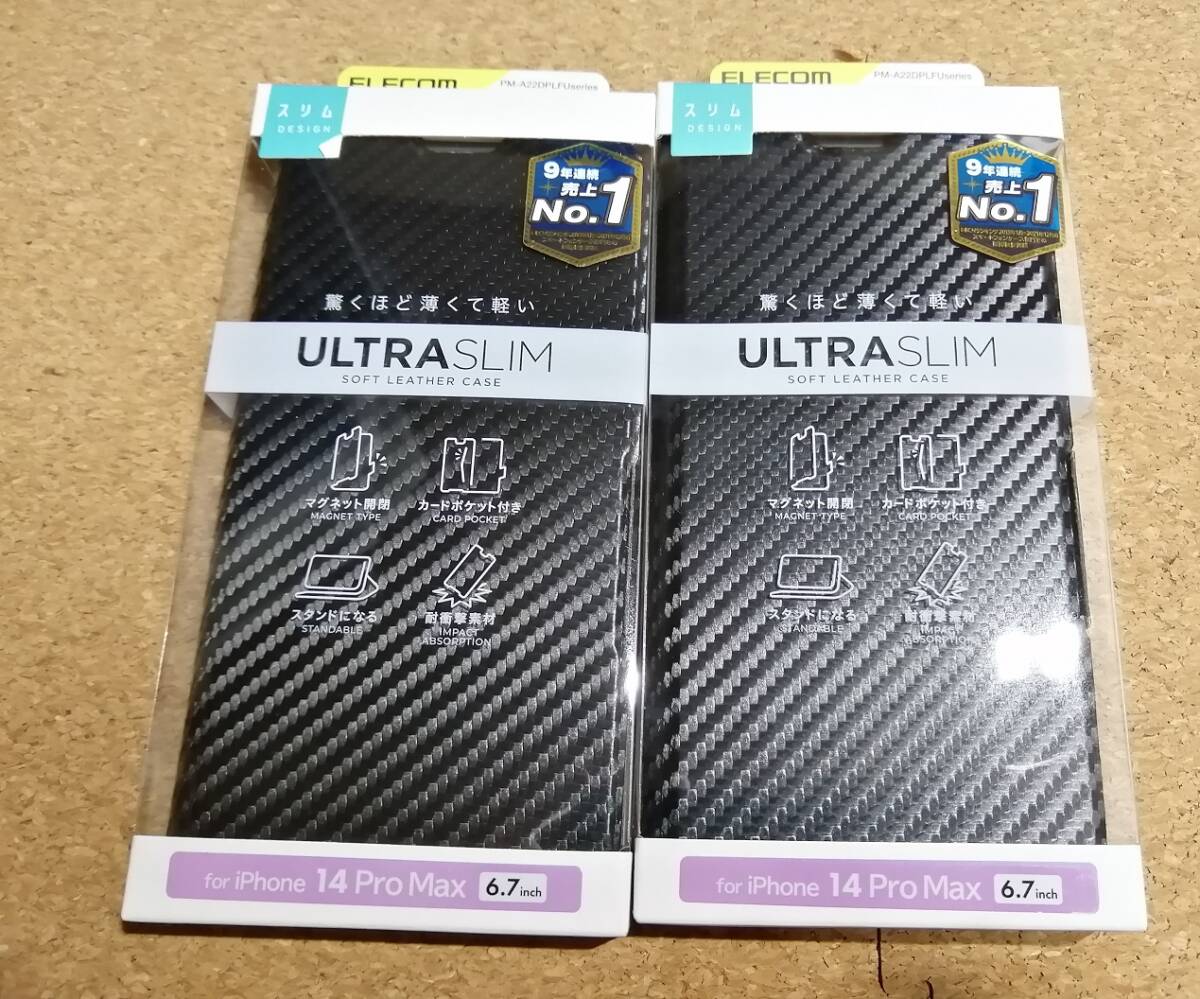 ELECOM
PM-A22DPLFUseries
スリム
DESIGN
9年連続
売上
No.1
驚くほど薄くて軽い
ULTRASLIM
SOFT LEATHER CASE
マグネット開閉
MAGNET TYPE
カードポケット付き
CARD POCKET
スタンドになる
STANDABLE
耐衝撃素材
IMPACT
ABSORPTION
for iPhone 14 Pro Max 6.7inch
ELECOM
PM-A22DPLFUseries
スリム
DESIGN
9年連続
売上
No.1
驚くほど薄くて軽い
ULTRASLIM
SOFT LEATHER CASE
マグネット開閉
MAGNET TYPE
カードポケット付き
CARD POCKET
スタンドになる
STANDABLE
耐衝撃素材
IMPACT
ABSORPTION
for iPhone 14 Pro Max 6.7inch